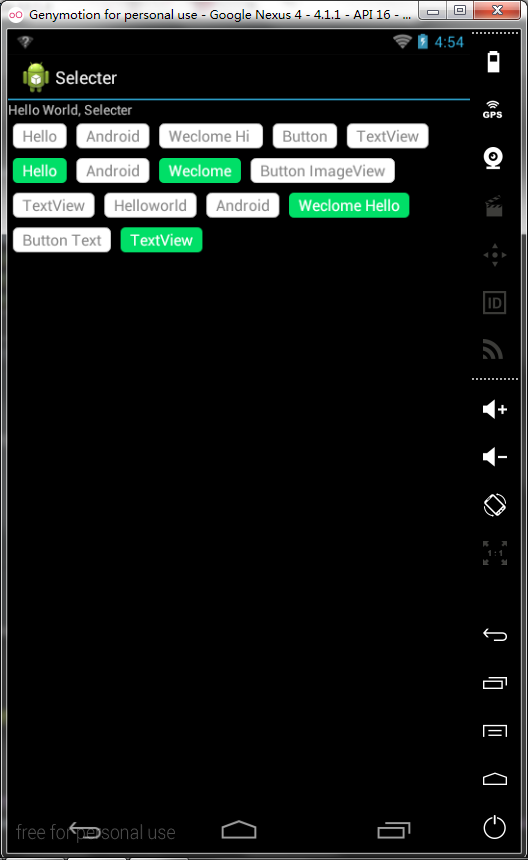 Genymotion for personal use - Google Nexus 4 - 4.1.1 - API 16 - ...
4:54
GPS
Selecter
Hello World, Selecter
Hello Android Weclome Hi Button TextView
Hello Android Weclome Button ImageView
TextView Helloworld Android Weclome Hello
Button Text TextView
ID
1:1
free for personal use